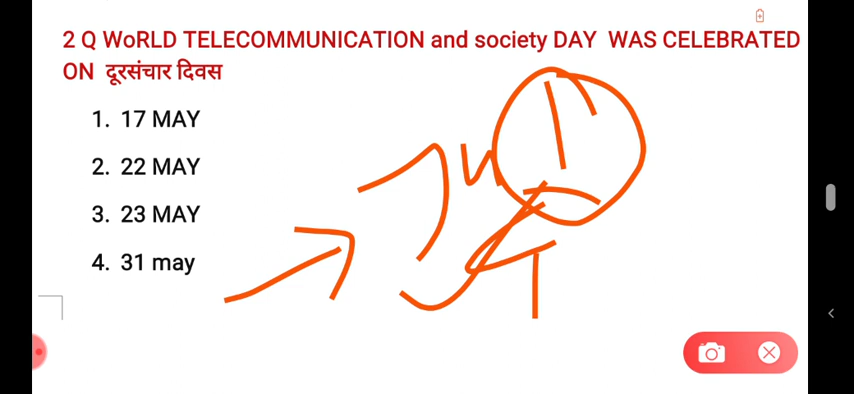 2 Q WoRLD TELECOMMUNICATION and society DAY WAS CELEBRATED
ON दूरसंचार दिवस
1. 17 MAY
2. 22 MAY
3. 23 MAY
4. 31 may